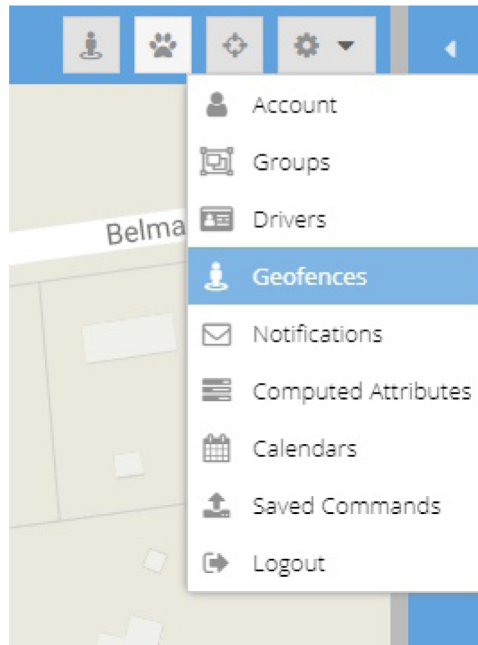 Account
Groups
Belma
Drivers
Geofences
Notifications
Computed Attributes
Calendars
Saved Commands
Logout